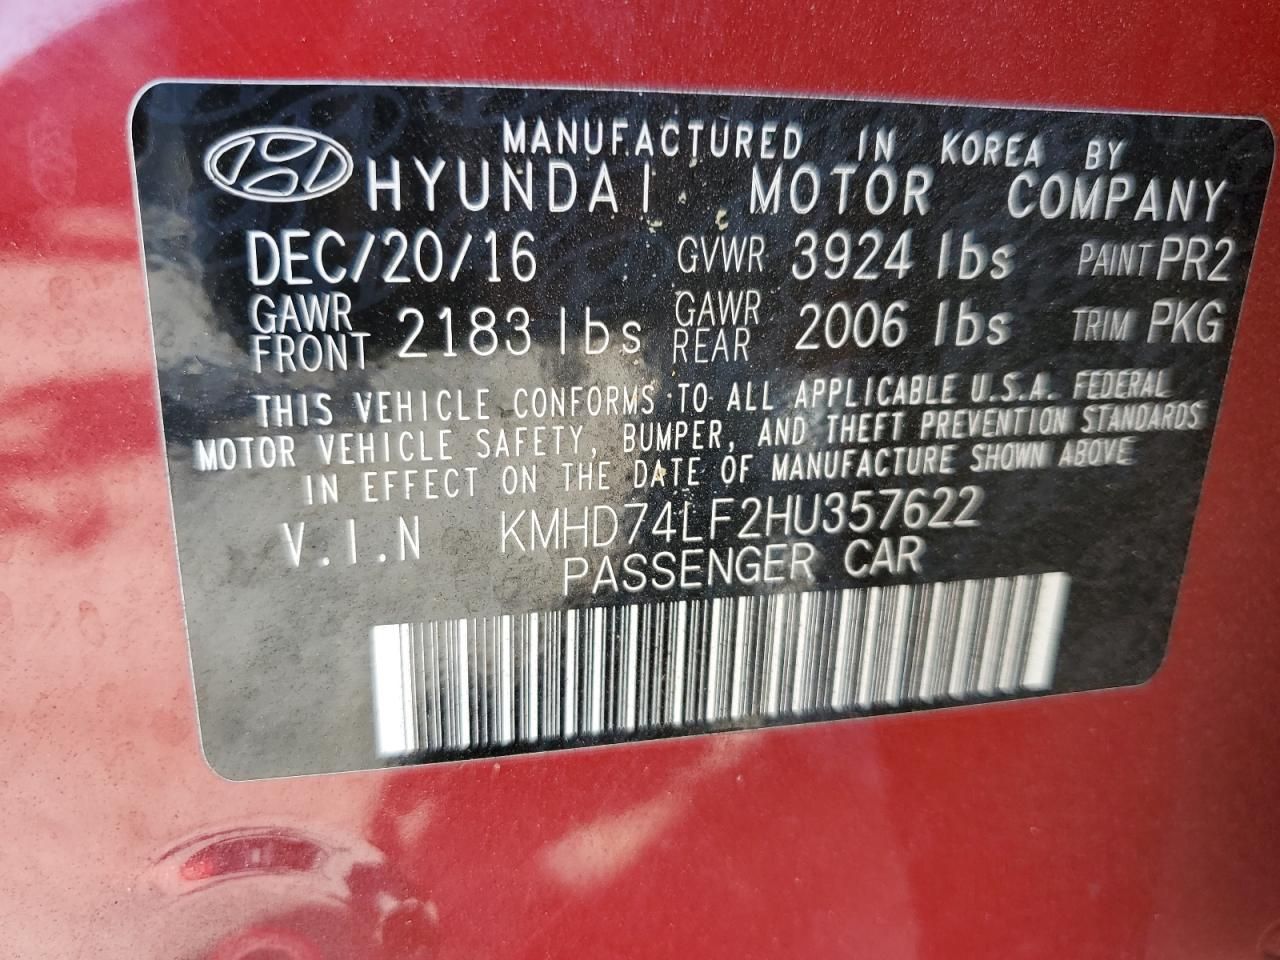 MANUFACTURED IN KOREA BY
HYUNDAI MOTOR COMPANY
DEC/20/16 GVWR 3924 lbs PAINT PR2
GAWR FRONT 2183 lbs GAWR REAR 2006 lbs TRIM PKG
THIS VEHICLE CONFORMS TO ALL APPLICABLE U.S.A. FEDERAL
MOTOR VEHICLE SAFETY, BUMPER, AND THEFT PREVENTION STANDARDS
IN EFFECT ON THE DATE OF MANUFACTURE SHOWN ABOVE
V.I.N KMHD74LF2HU357622
PASSENGER CAR